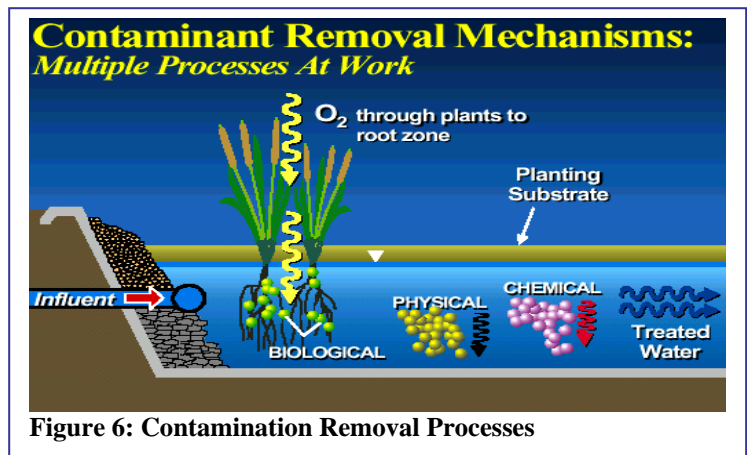 Contaminant Removal Mechanisms:
Multiple Processes At Work
O2 through plants to
root zone
Planting
Substrate
Influent
BIOLOGICAL
PHYSICAL
CHEMICAL
Treated
Water
Figure 6: Contamination Removal Processes